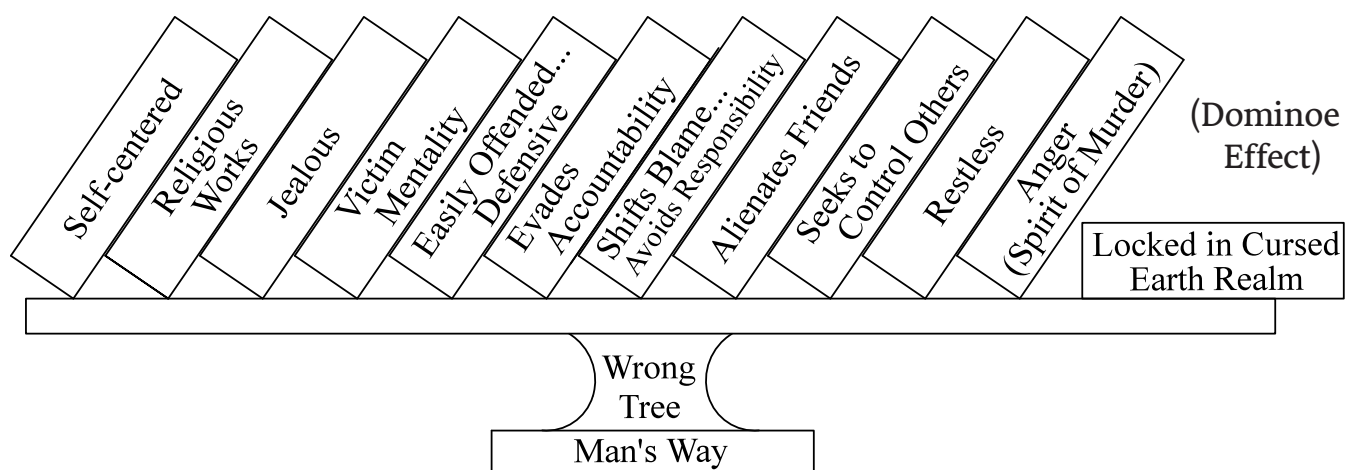 Self-centered
Religious
Works
Jealous
Victim
Mentality
Easily Offended...
Defensive
Evades
Accountability
Shifts Blame...
Avoids Responsibility
Alienates Friends
Seeks to
Control Others
Restless
Anger
(Spirit of Murder)
(Dominoe
Effect)
Locked in Cursed
Earth Realm
Wrong
Tree
Man's Way